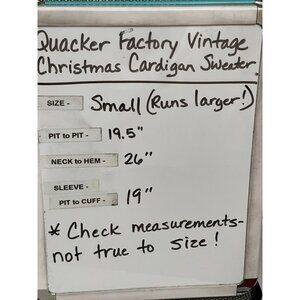 Quacker Factory Vintage
Christmas Cardigan Sweater
SIZE - Small (Runs larger!)
PIT to PIT - 19.5"
NECK to HEM - 26"
SLEEVE -
PIT to CUFF - 19"
* Check measurements-
not true to size!